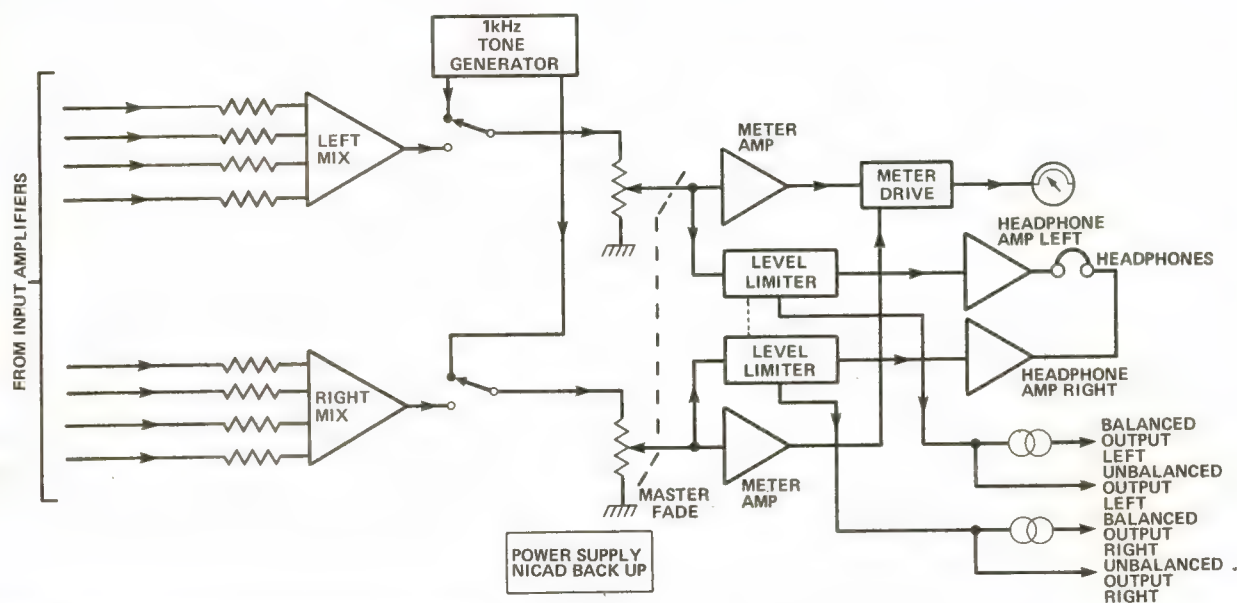 1kHz
TONE
GENERATOR
FROM INPUT AMPLIFIERS
LEFT
MIX
METER
AMP
METER
DRIVE
HEADPHONE
AMP LEFT
HEADPHONES
LEVEL
LIMITER
LEVEL
LIMITER
HEADPHONE
AMP RIGHT
RIGHT
MIX
METER
AMP
MASTER
FADE
BALANCED
OUTPUT
LEFT
UNBALANCED
OUTPUT
LEFT
BALANCED
OUTPUT
RIGHT
UNBALANCED
OUTPUT
RIGHT
POWER SUPPLY
NICAD BACK UP